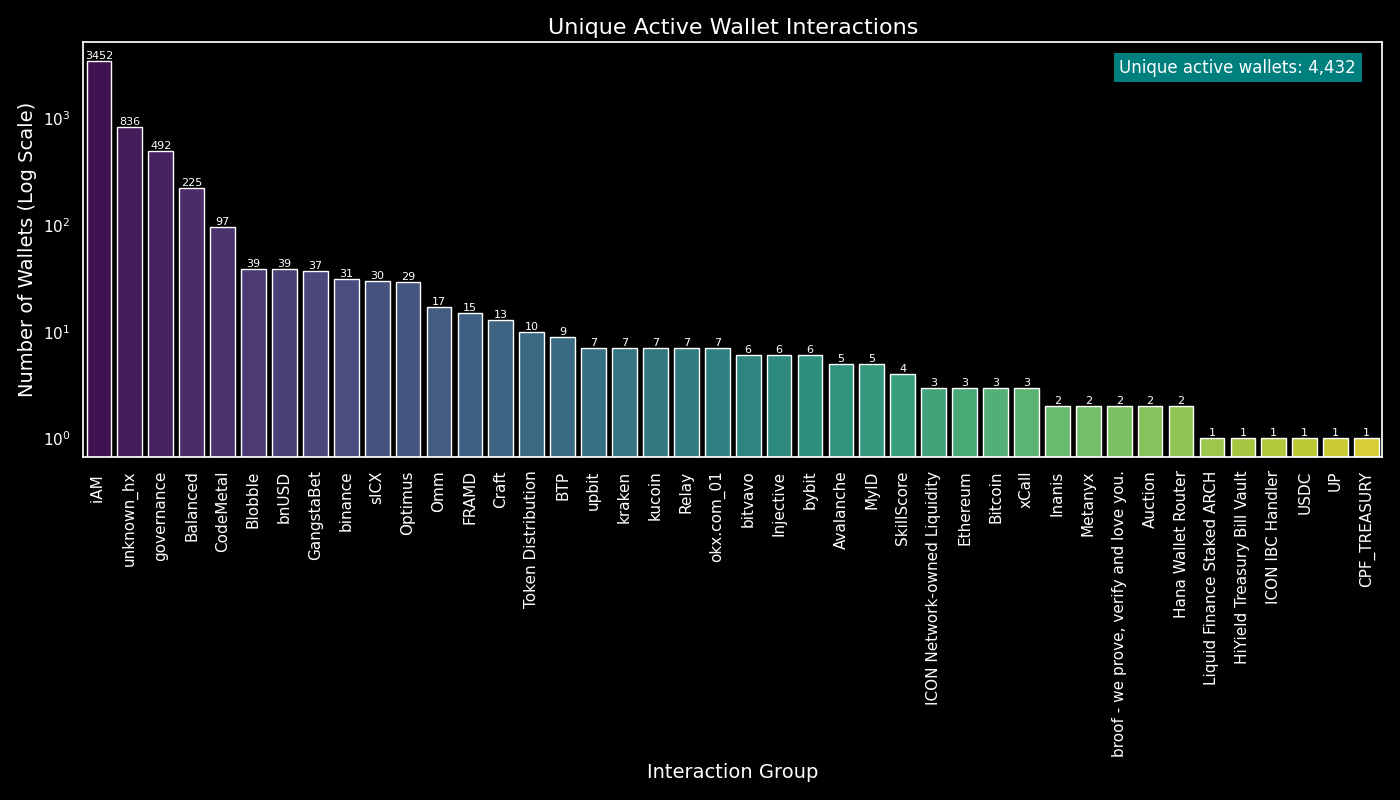 Unique Active Wallet Interactions
Unique active wallets: 4,432
Number of Wallets (Log Scale)
10³
10²
10¹
10⁰
3452
836
492
225
97
39
39
37
31
30
29
17
15
13
10
9
7
7
7
7
7
6
6
6
5
5
4
3
3
3
3
2
2
2
2
2
1
1
1
1
1
1
iAM
unknown_hx
governance
Balanced
CodeMetal
Blobble
bnUSD
GangstaBet
binance
sICX
Optimus
Omm
FRAMD
Craft
Token Distribution
BTP
upbit
kraken
kucoin
Relay
okx.com_01
bitvavo
Injective
bybit
Avalanche
MyID
SkillScore
ICON Network-owned Liquidity
Ethereum
Bitcoin
xCall
Inanis
Metanyx
broof - we prove, verify and love you.
Auction
Hana Wallet Router
Liquid Finance Staked ARCH
HiYield Treasury Bill Vault
ICON IBC Handler
USDC
UP
CPF_TREASURY
Interaction Group